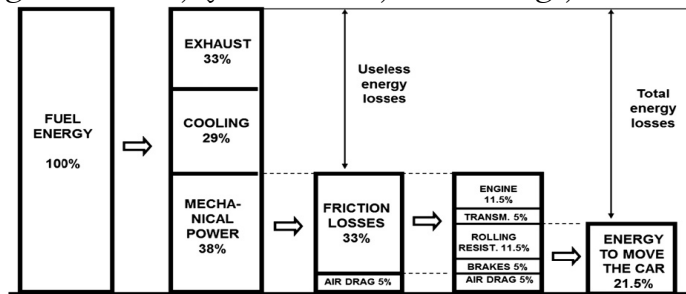 FUEL
ENERGY
100%
EXHAUST
33%
COOLING
29%
MECHA-
NICAL
POWER
38%
Useless
energy
losses
FRICTION
LOSSES
33%
AIR DRAG 5%
ENGINE
11.5%
TRANSM. 5%
ROLLING
RESIST. 11.5%
BRAKES 5%
AIR DRAG 5%
Total
energy
losses
ENERGY
TO MOVE
THE CAR
21.5%